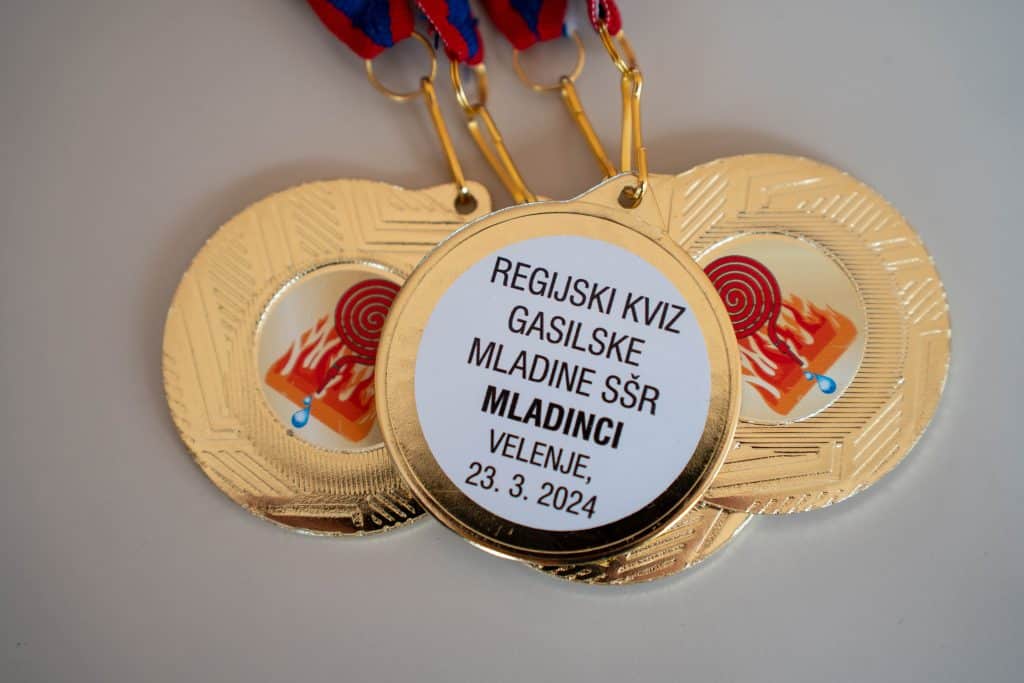 REGIJSKI KVIZ
GASILSKE
MLADINE SŠR
MLADINCI
VELENJE,
23. 3. 2024